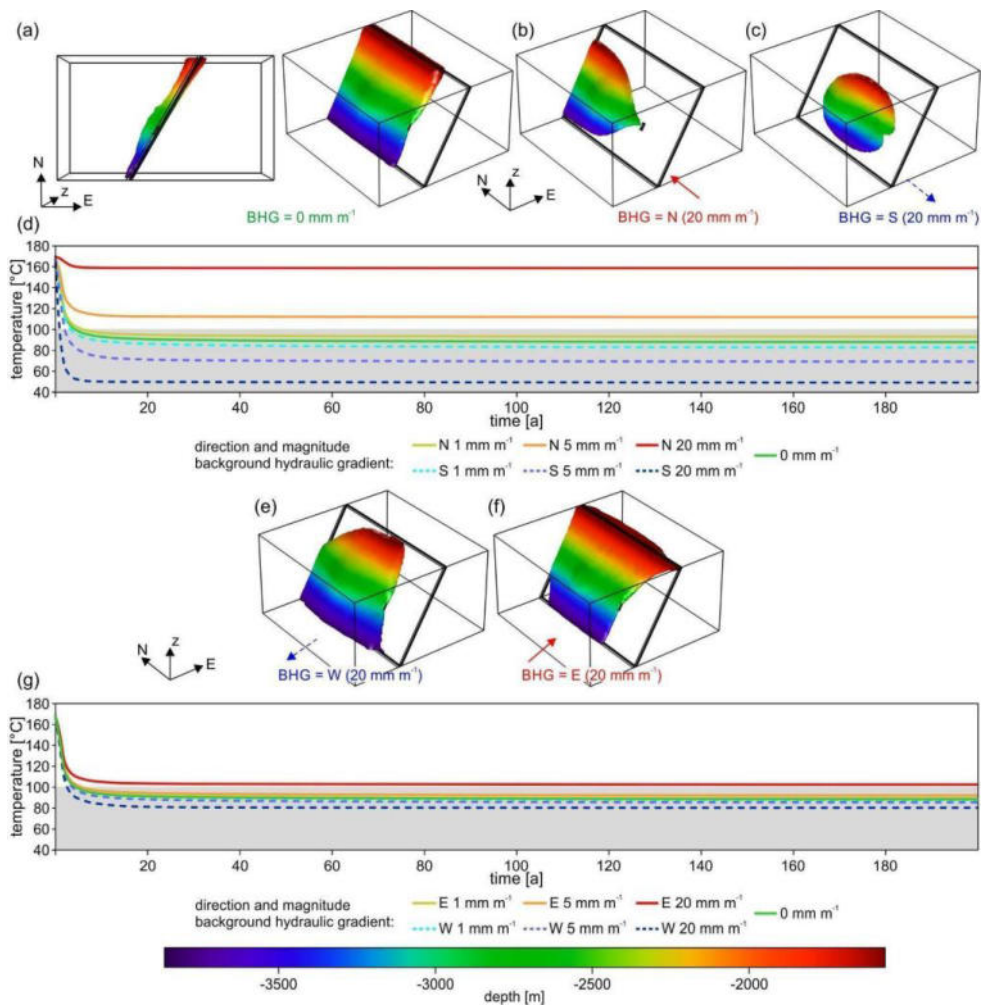 (a)
(b)
(c)
N
z
E
BHG = 0 mm m⁻¹
N
z
E
BHG = N (20 mm m⁻¹)
BHG = S (20 mm m⁻¹)
(d)
temperature [°C]
180
160
140
120
100
80
60
40
20 40 60 80 100 120 140 160 180
time [a]
direction and magnitude
background hydraulic gradient:
N 1 mm m⁻¹ N 5 mm m⁻¹ N 20 mm m⁻¹ 0 mm m⁻¹
S 1 mm m⁻¹ S 5 mm m⁻¹ S 20 mm m⁻¹
(e)
(f)
N
z
E
BHG = W (20 mm m⁻¹)
BHG = E (20 mm m⁻¹)
(g)
temperature [°C]
180
160
140
120
100
80
60
40
20 40 60 80 100 120 140 160 180
time [a]
direction and magnitude
background hydraulic gradient:
E 1 mm m⁻¹ E 5 mm m⁻¹ E 20 mm m⁻¹ 0 mm m⁻¹
W 1 mm m⁻¹ W 5 mm m⁻¹ W 20 mm m⁻¹
-3500 -3000 -2500 -2000
depth [m]